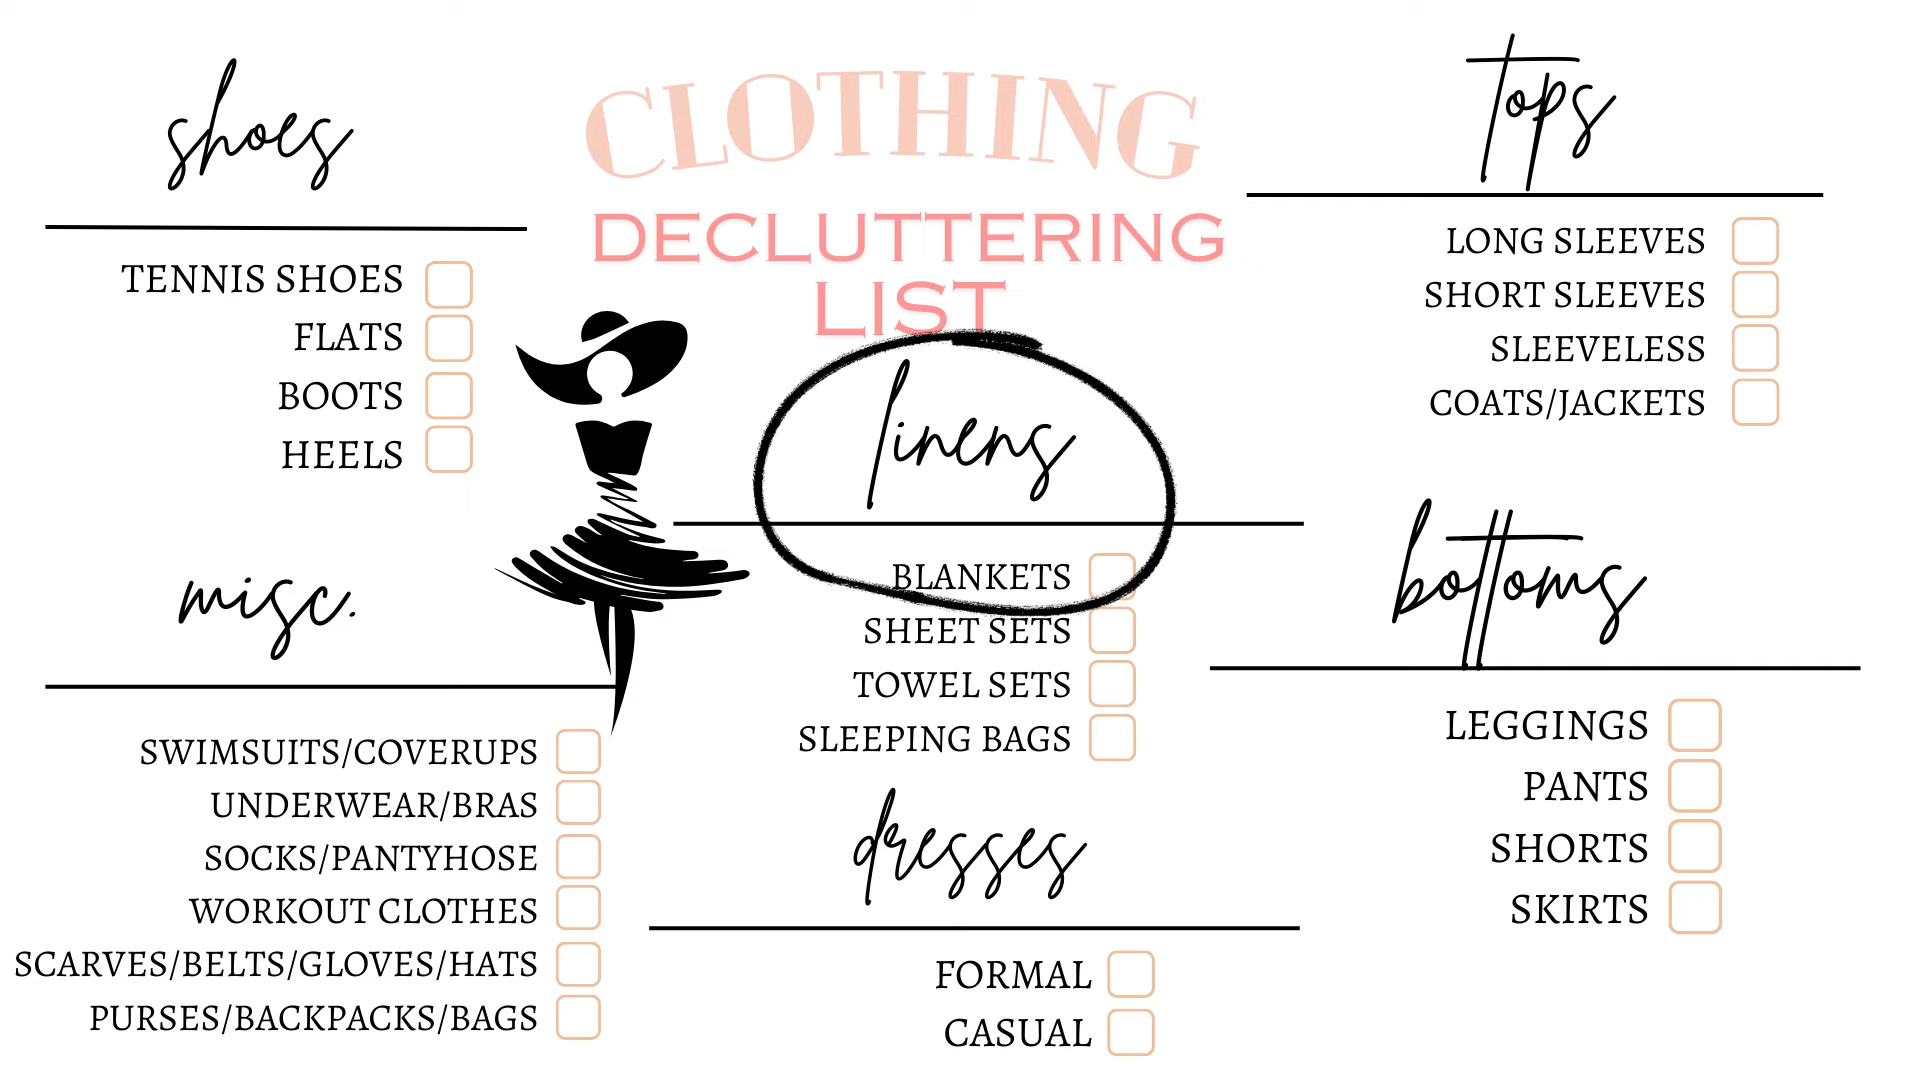 CLOTHING
DECLUTTERING
LIST
shoes
TENNIS SHOES
FLATS
BOOTS
HEELS
misc.
SWIMSUITS/COVERUPS
UNDERWEAR/BRAS
SOCKS/PANTYHOSE
WORKOUT CLOTHES
SCARVES/BELTS/GLOVES/HATS
PURSES/BACKPACKS/BAGS
linens
BLANKETS
SHEET SETS
TOWEL SETS
SLEEPING BAGS
dresses
FORMAL
CASUAL
tops
LONG SLEEVES
SHORT SLEEVES
SLEEVELESS
COATS/JACKETS
bottoms
LEGGINGS
PANTS
SHORTS
SKIRTS